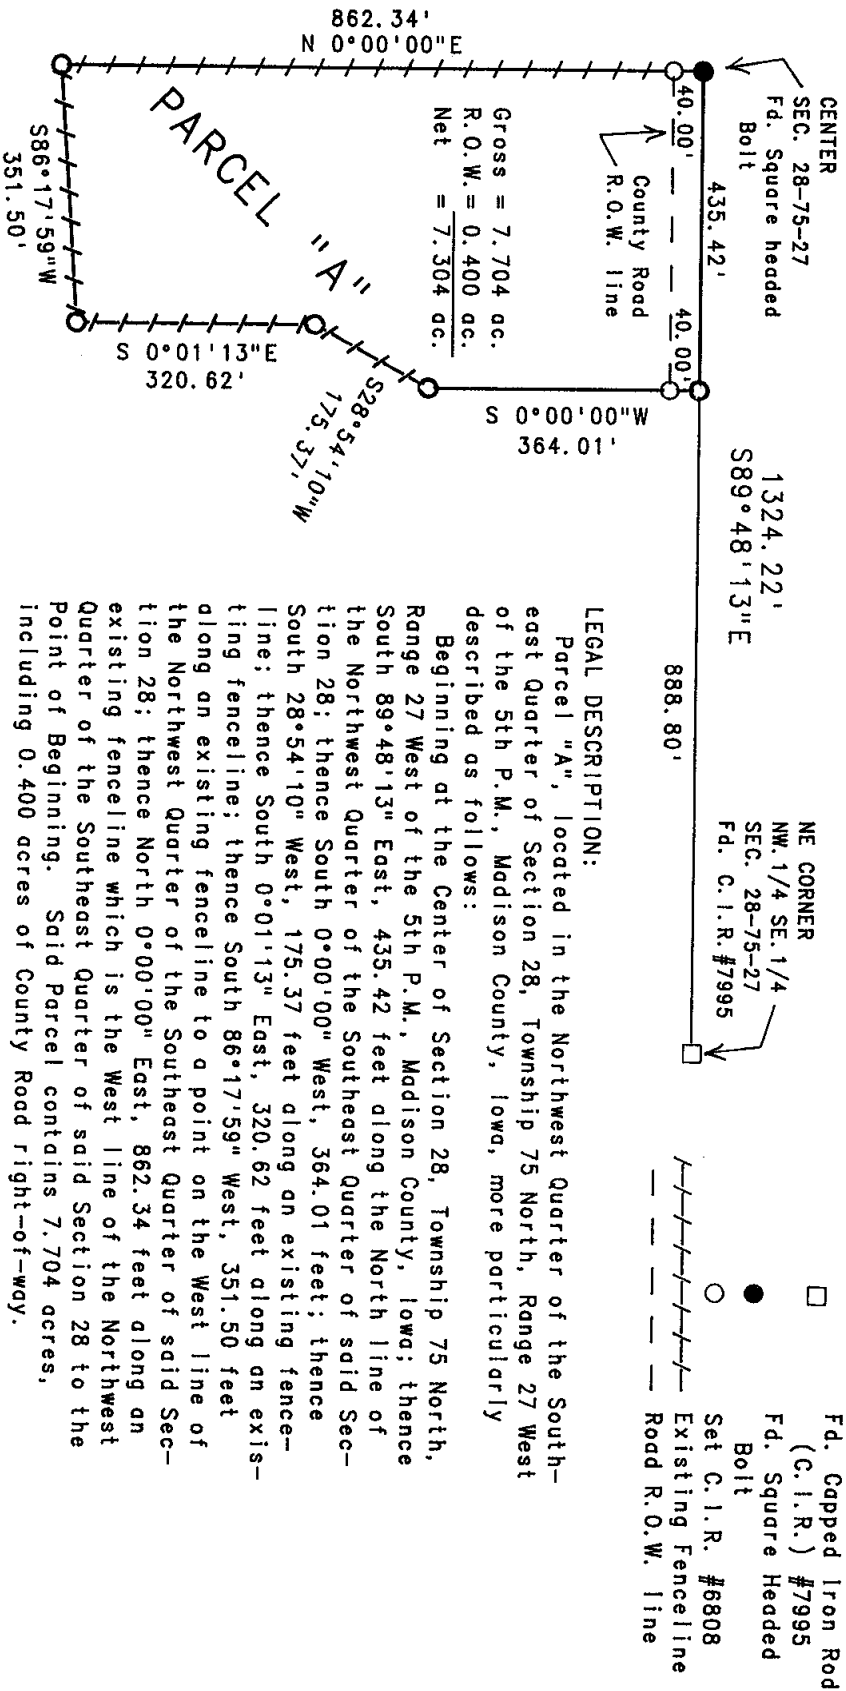 CENTER
SEC. 28-75-27
Fd. Square headed
Bolt
1324.22'
S89°48'13"E
435.42'
888.80'
NE CORNER
NW.1/4 SE.1/4
SEC. 28-75-27
Fd. C.I.R. #7995
Fd. Capped Iron Rod
(C.I.R.) #7995
Fd. Square Headed
Bolt
Set C.I.R. #6808
Existing Fenceline
Road R.O.W. line
40.00'
40.00'
County Road
R.O.W. line
862.34'
N 0°00'00"E
Gross = 7.704 ac.
R.O.W.= 0.400 ac.
Net = 7.304 ac.
S 0°00'00"W
364.01'
PARCEL "A"
S28°54'10"W
175.37'
S 0°01'13"E
320.62'
S86°17'59"W
351.50'
LEGAL DESCRIPTION:
Parcel "A", located in the Northwest Quarter of the South-
east Quarter of Section 28, Township 75 North, Range 27 West
of the 5th P.M., Madison County, Iowa, more particularly
described as follows:
Beginning at the Center of Section 28, Township 75 North,
Range 27 West of the 5th P.M., Madison County, Iowa; thence
South 89°48'13" East, 435.42 feet along the North line of
the Northwest Quarter of the Southeast Quarter of said Sec-
tion 28; thence South 0°00'00" West, 364.01 feet; thence
South 28°54'10" West, 175.37 feet along an existing fence-
line; thence South 0°01'13" East, 320.62 feet along an exis-
ting fenceline; thence South 86°17'59" West, 351.50 feet
along an existing fenceline to a point on the West line of
the Northwest Quarter of the Southeast Quarter of said Sec-
tion 28; thence North 0°00'00" East, 862.34 feet along an
existing fenceline which is the West line of the Northwest
Quarter of the Southeast Quarter of said Section 28 to the
Point of Beginning. Said Parcel contains 7.704 acres,
including 0.400 acres of County Road right-of-way.